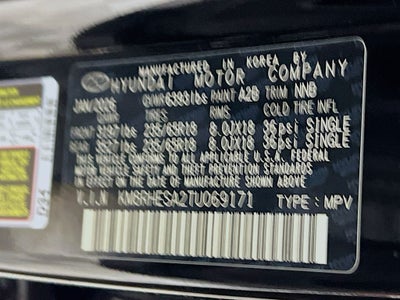 MANUFACTURED IN KOREA BY
HYUNDAI MOTOR COMPANY
JAN/2026 GVWR 6393lbs PAINT A2B TRIM NNB
TIRES RIMS COLD TIRE INFL
FRONT 3197lbs 235/65R18 8.0JX18 36psi SINGLE
REAR 3527lbs 235/65R18 8.0JX18 36psi SINGLE
THIS VEHICLE CONFORMS TO ALL APPLICABLE U.S.A. FEDERAL
MOTOR VEHICLE SAFETY AND THEFT PREVENTION STANDARDS
IN EFFECT ON THE DATE OF MANUFACTURE SHOWN ABOVE
V.I.N KM8RHESA2TU069171 TYPE : MPV